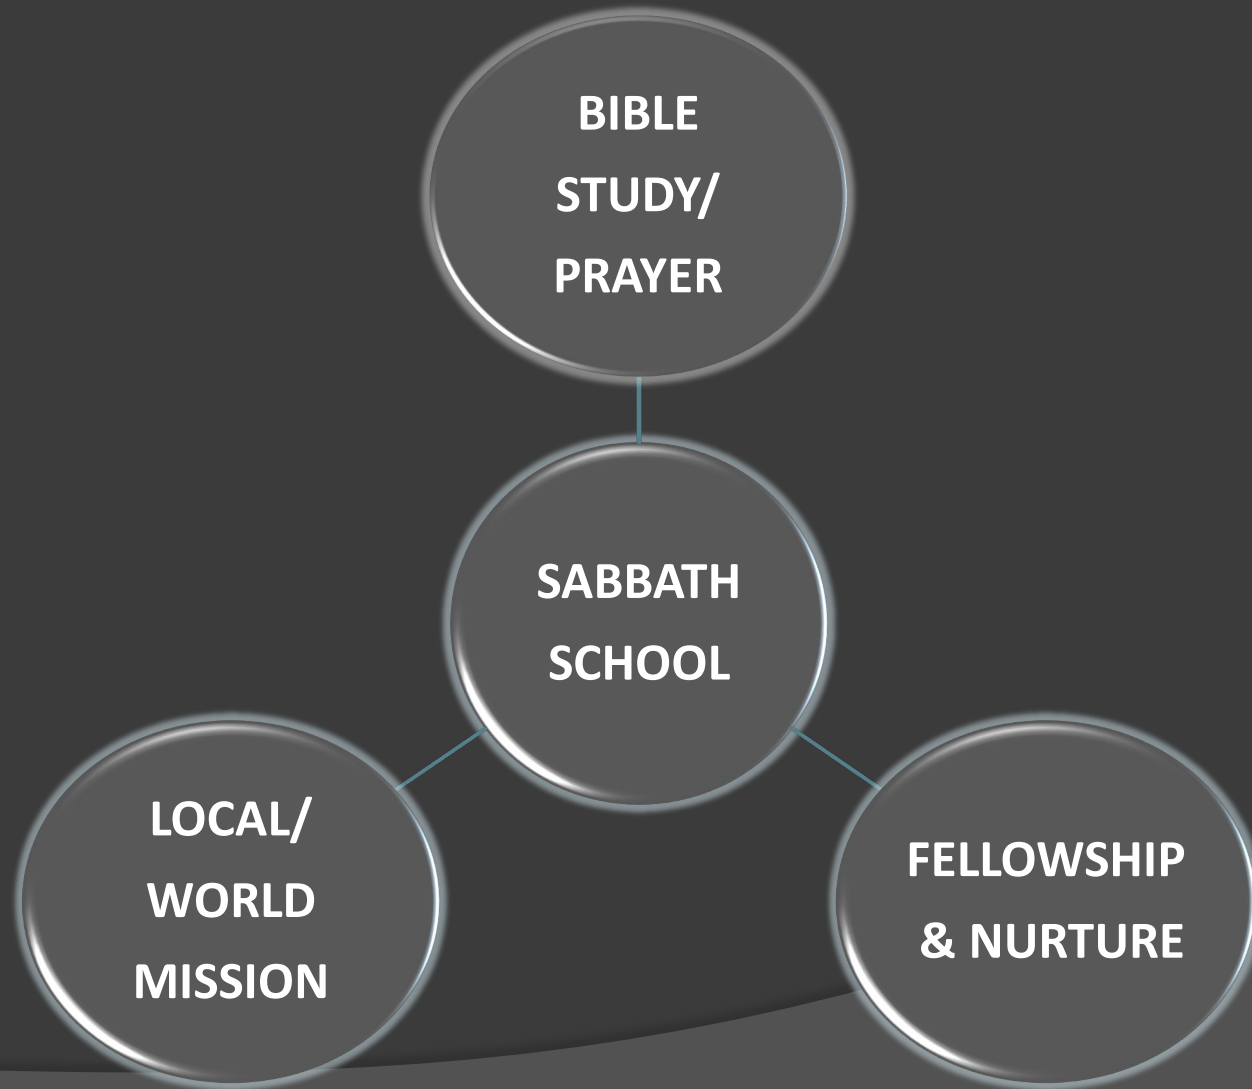 BIBLE
STUDY/
PRAYER
SABBATH
SCHOOL
LOCAL/
WORLD
MISSION
FELLOWSHIP
& NURTURE